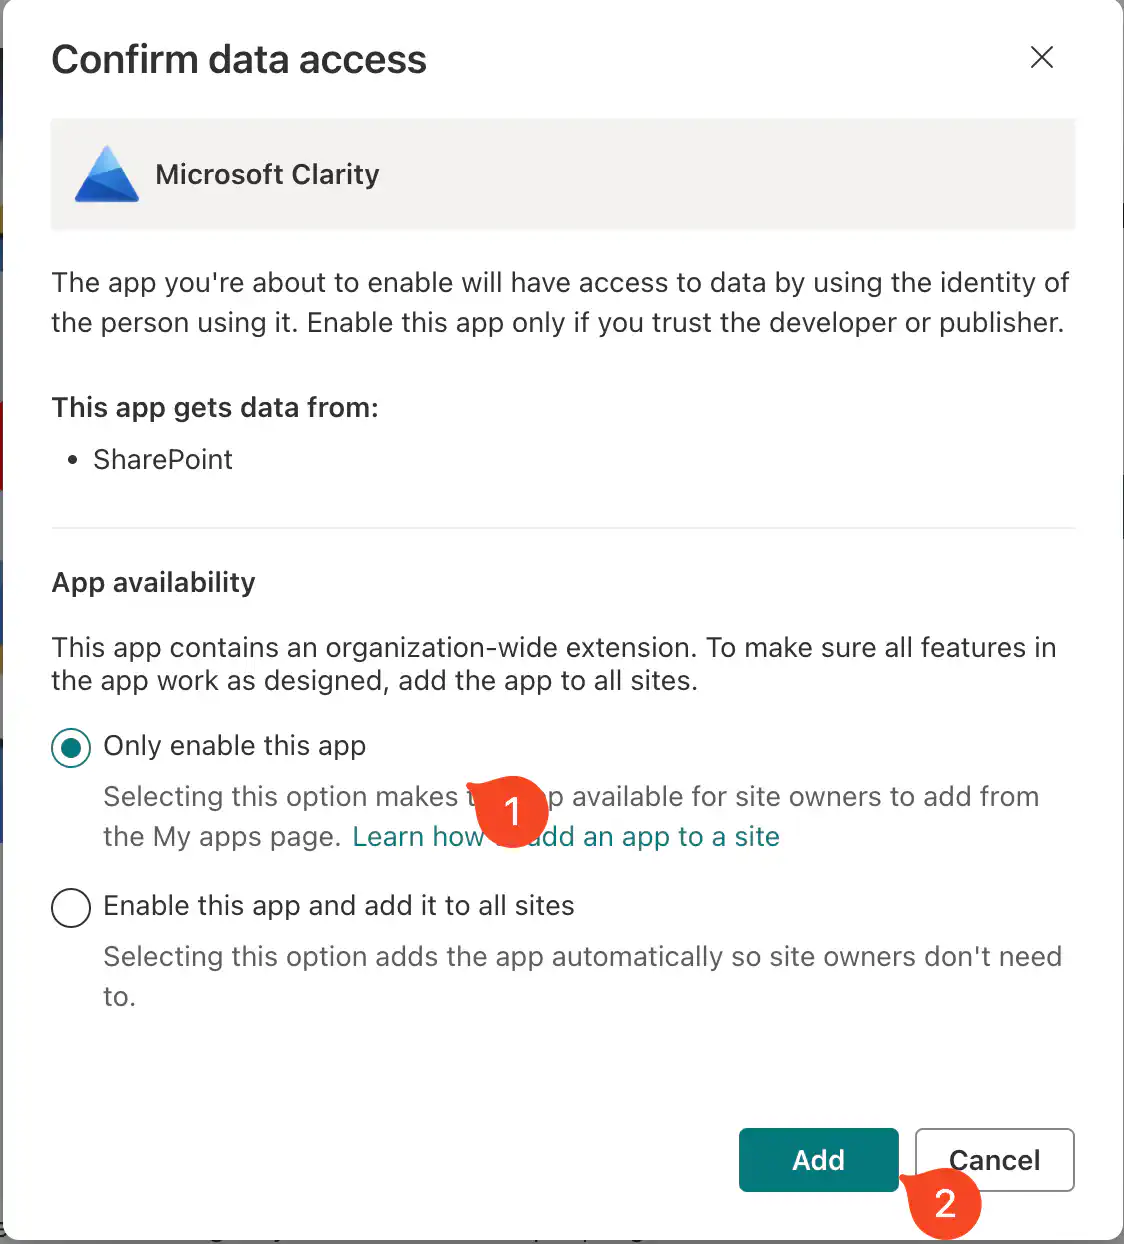 Confirm data access
Microsoft Clarity
The app you're about to enable will have access to data by using the identity of
the person using it. Enable this app only if you trust the developer or publisher.
This app gets data from:
• SharePoint
App availability
This app contains an organization-wide extension. To make sure all features in
the app work as designed, add the app to all sites.
Only enable this app
Selecting this option makes 1 available for site owners to add from
the My apps page. Learn how add an app to a site
Enable this app and add it to all sites
Selecting this option adds the app automatically so site owners don't need
to.
Add
Cancel
2